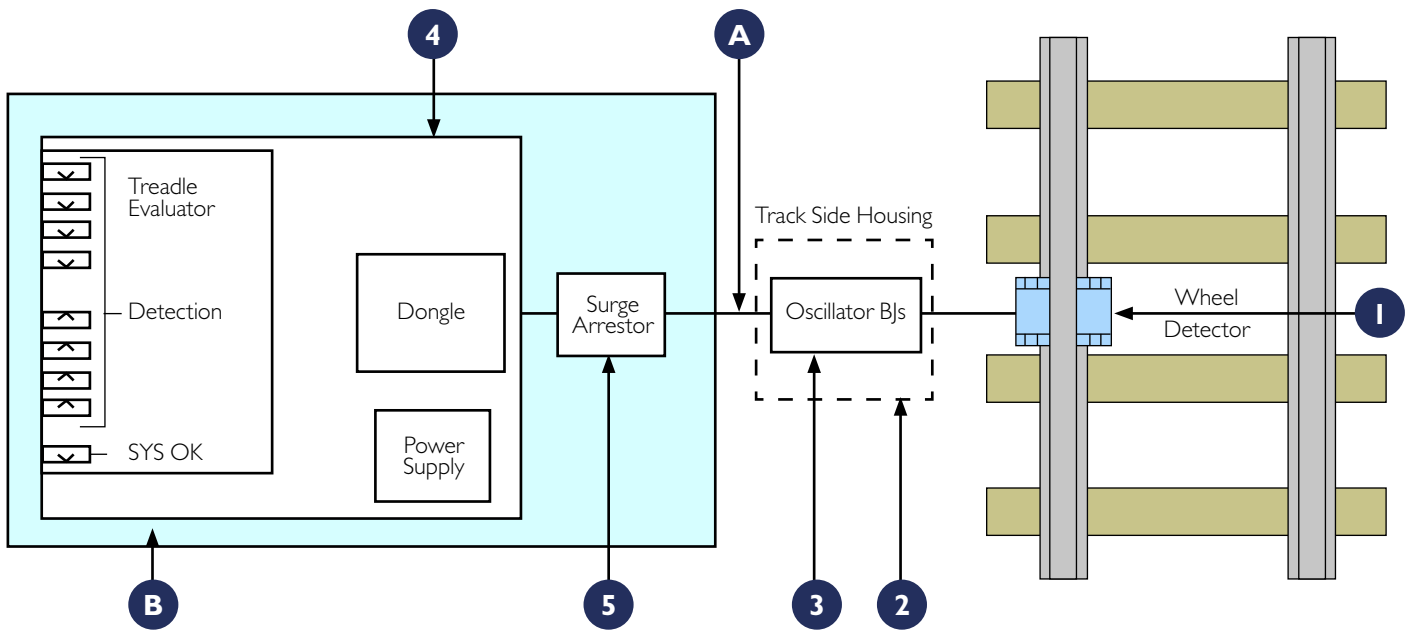 4
A
Treadle
Evaluator
Track Side Housing
Dongle
Surge
Arrestor
Oscillator BJs
Wheel
Detector
1
Detection
Power
Supply
SYS OK
B
5
3
2